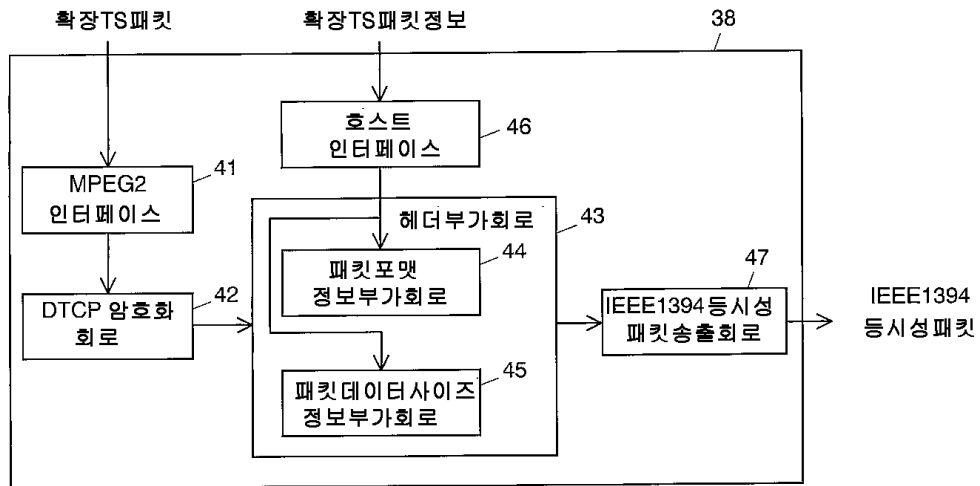 확장TS패킷
확장TS패킷정보
38
호스트
인터페이스
46
MPEG2
인터페이스
41
헤더부가회로
43
패킷포맷
정보부가회로
44
DTCP 암호화
회로
42
IEEE1394등시성
패킷송출회로
47
IEEE1394
등시성패킷
패킷데이터사이즈
정보부가회로
45